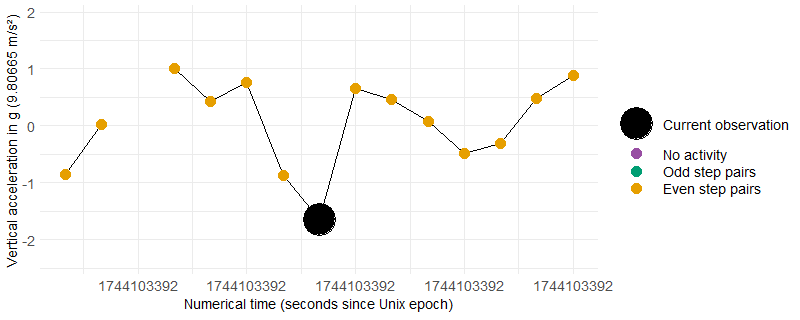 Vertical acceleration in g (9.80665 m/s²)
2
1
0
-1
-2
1744103392 1744103392 1744103392 1744103392 1744103392
Numerical time (seconds since Unix epoch)
Current observation
No activity
Odd step pairs
Even step pairs